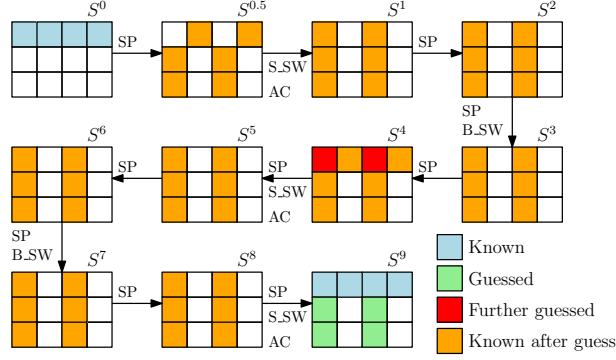 S^0 S^0.5 S^1 S^2
SP
SP
S_SW
AC
SP
SP
B_SW
S^6 S^5 S^4 S^3
SP
SP
S_SW
AC
SP
SP
B_SW
S^7 S^8 S^9
SP
SP
S_SW
AC
Known
Guessed
Further guessed
Known after guess